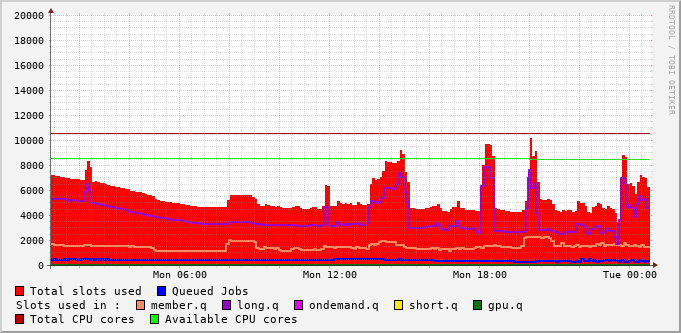 20000
18000
16000
14000
12000
10000
8000
6000
4000
2000
0
Mon 06:00 Mon 12:00 Mon 18:00 Tue 00:00
Total slots used Queued Jobs
Slots used in : member.q long.q ondemand.q short.q gpu.q
Total CPU cores Available CPU cores
RRDTOOL / TOBI OETIKER